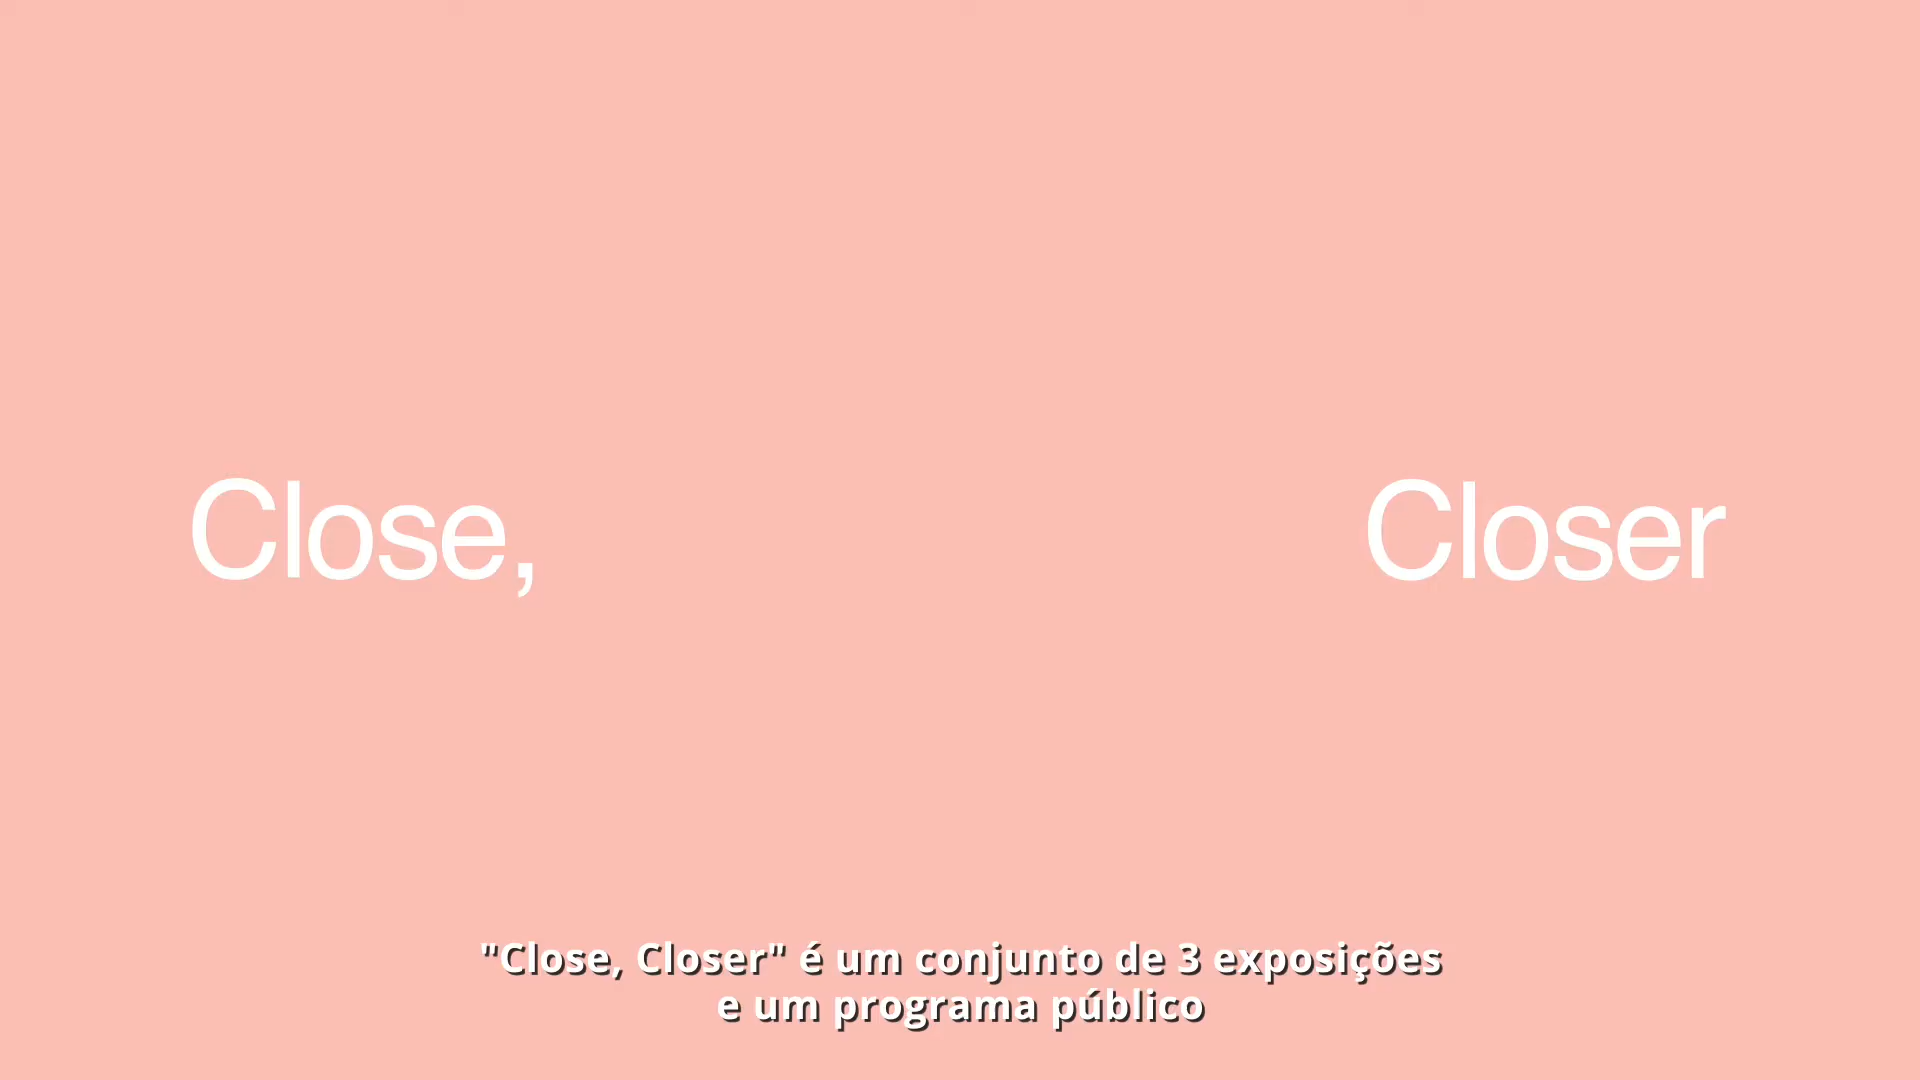 Close, Closer
"Close, Closer" é um conjunto de 3 exposições
e um programa público